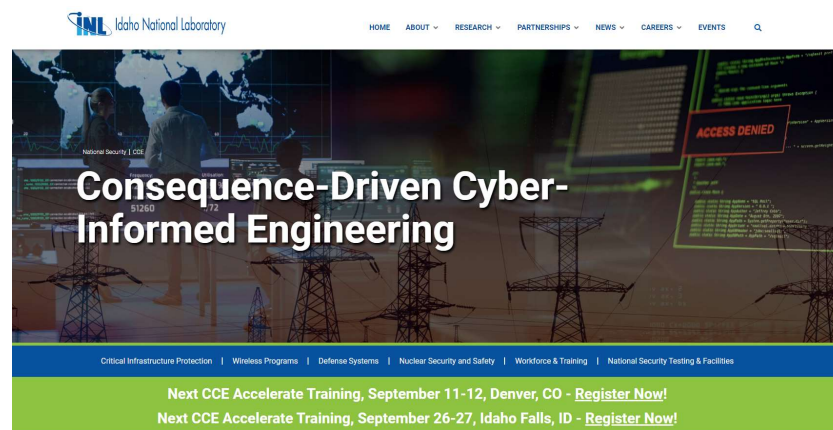 INL Idaho National Laboratory
HOME ABOUT RESEARCH PARTNERSHIPS NEWS CAREERS EVENTS
National Security | CCE
Consequence-Driven Cyber-
Informed Engineering
ACCESS DENIED
Frequency
51260
72
Critical Infrastructure Protection | Wireless Programs | Defense Systems | Nuclear Security and Safety | Workforce & Training | National Security Testing & Facilities
Next CCE Accelerate Training, September 11-12, Denver, CO - Register Now!
Next CCE Accelerate Training, September 26-27, Idaho Falls, ID - Register Now!